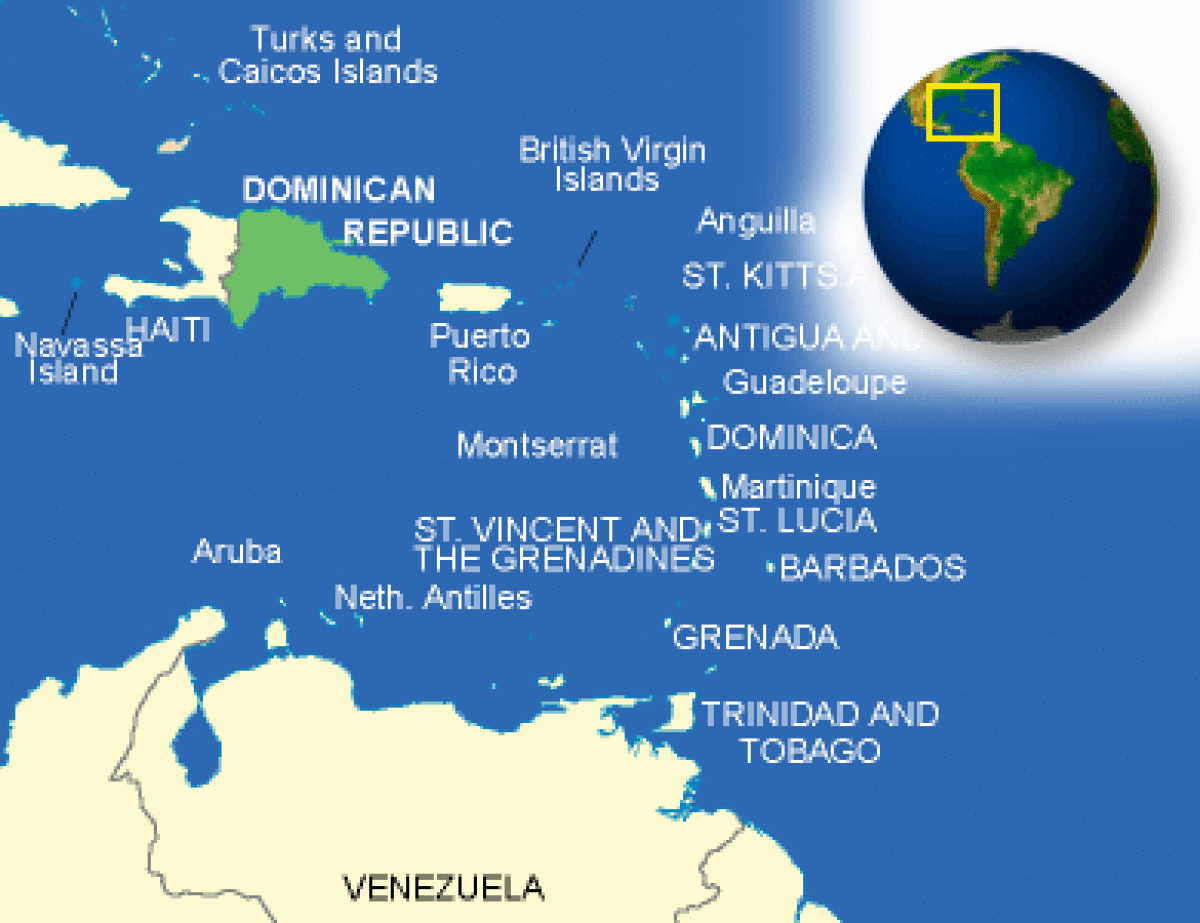 Turks and
Caicos Islands
British Virgin
Islands
DOMINICAN
REPUBLIC
Anguilla
ST. KITTS A
HAITI
Navassa
Island
Puerto
Rico
ANTIGUA AND
Guadeloupe
Montserrat
DOMINICA
Martinique
ST. LUCIA
ST. VINCENT AND
THE GRENADINES
Aruba
BARBADOS
Neth. Antilles
GRENADA
TRINIDAD AND
TOBAGO
VENEZUELA